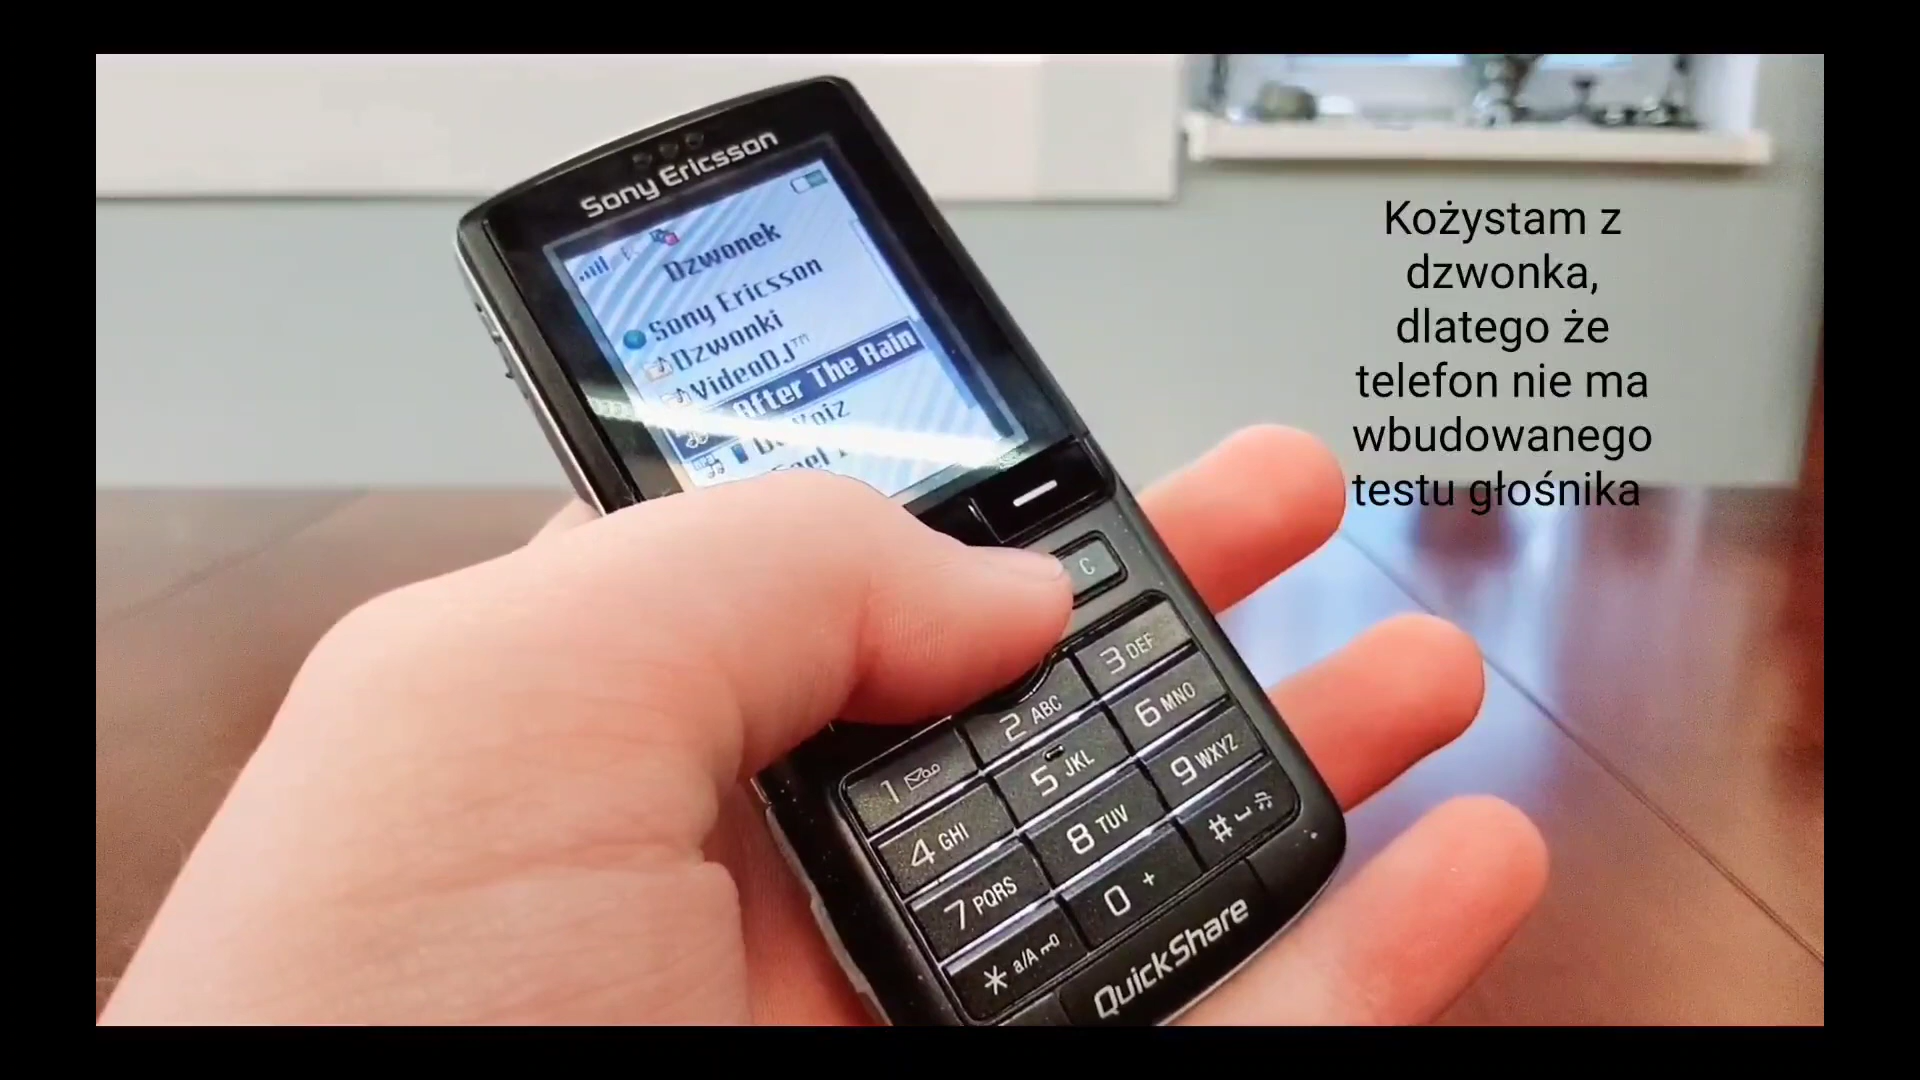 Sony Ericsson
Dzwonek
Sony Ericsson
Dzwonki
VideoDJ™
After The Rain
Kożystam z
dzwonka,
dlatego że
telefon nie ma
wbudowanego
testu głośnika
C
3 DEF
2 ABC
6 MNO
1
5 JKL
9 WXYZ
4 GHI
8 TUV
#
7 PQRS
0 +
* a/A
QuickShare